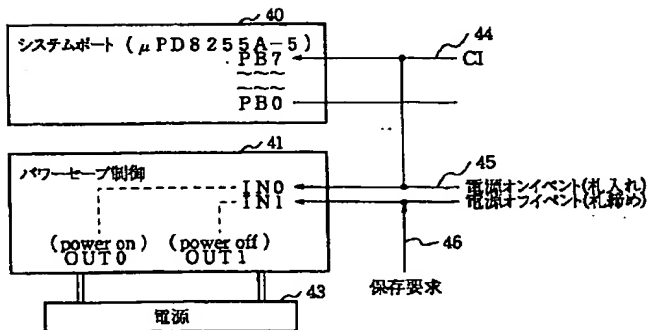 40
システムポート(μPD8255A-5)
PB7
PB0
44
CI
41
パワーセーブ制御
IN0
IN1
45
電源オンイベント(札入れ)
電源オフイベント(札締め)
(power on) (power off)
OUT0 OUT1
46
保存要求
43
電源